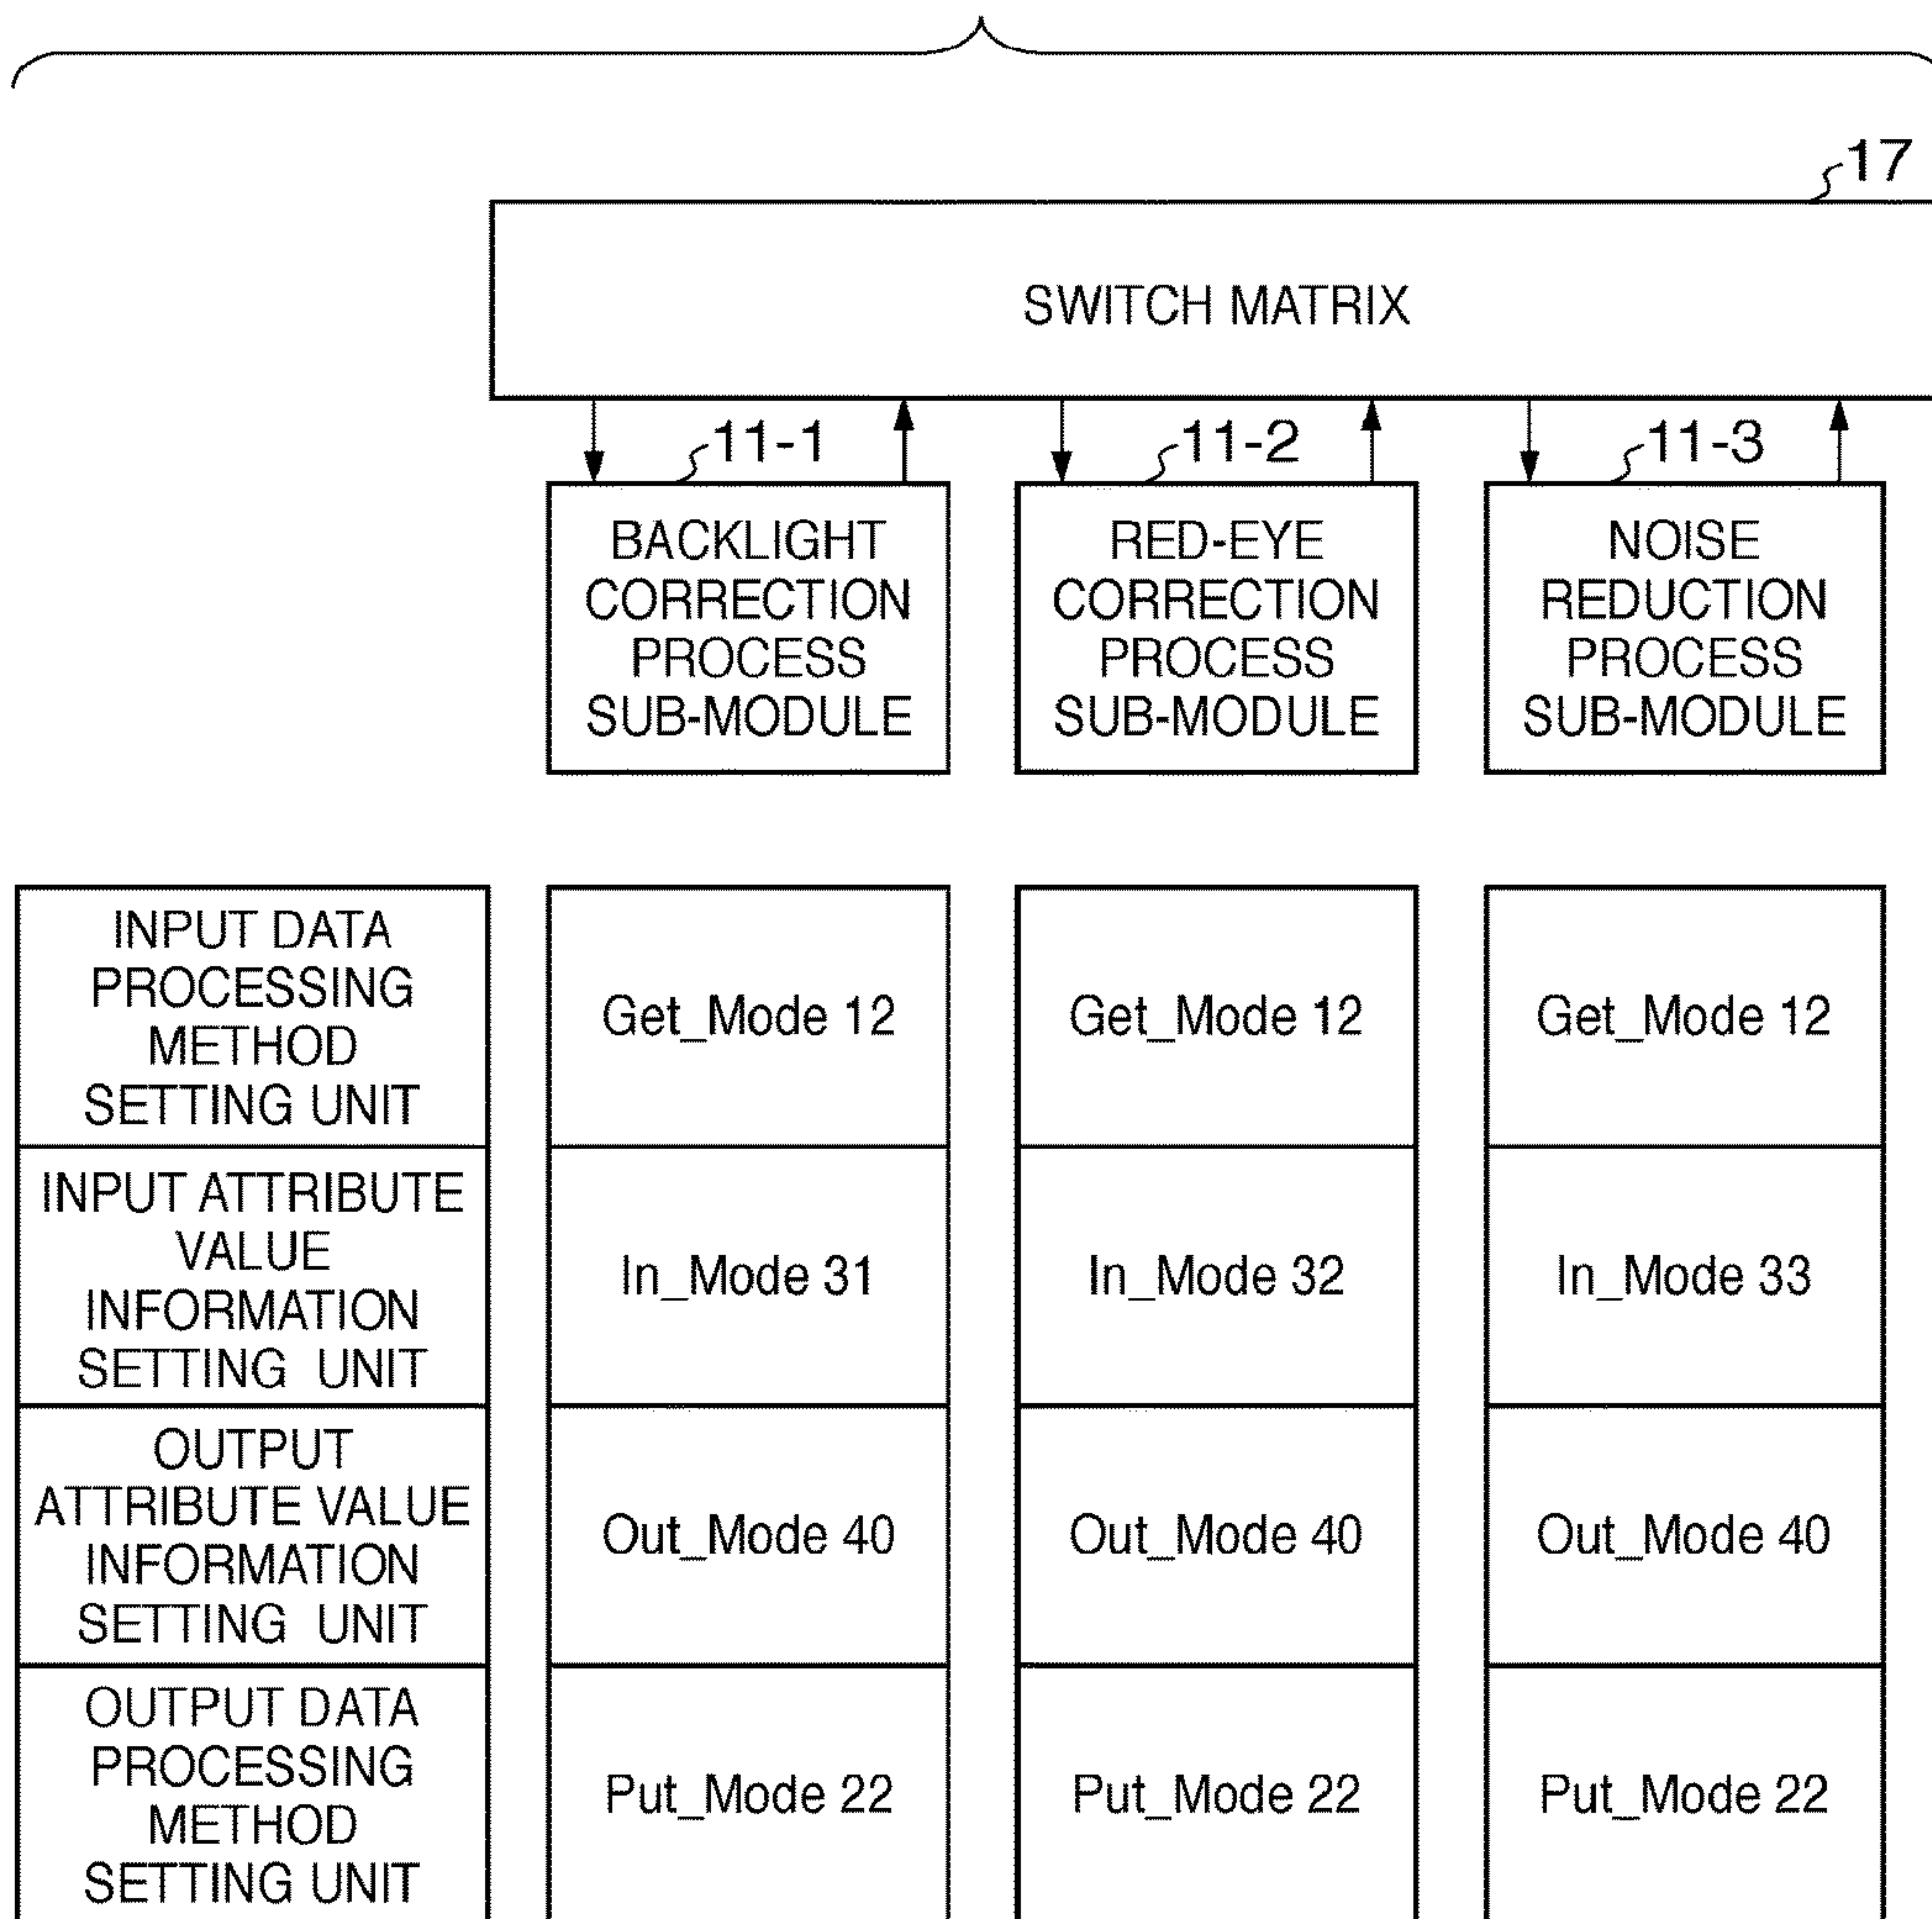 17
SWITCH MATRIX
11-1
11-2
11-3
BACKLIGHT
CORRECTION
PROCESS
SUB-MODULE
RED-EYE
CORRECTION
PROCESS
SUB-MODULE
NOISE
REDUCTION
PROCESS
SUB-MODULE
INPUT DATA
PROCESSING
METHOD
SETTING UNIT
Get_Mode 12
Get_Mode 12
Get_Mode 12
INPUT ATTRIBUTE
VALUE
INFORMATION
SETTING UNIT
In_Mode 31
In_Mode 32
In_Mode 33
OUTPUT
ATTRIBUTE VALUE
INFORMATION
SETTING UNIT
Out_Mode 40
Out_Mode 40
Out_Mode 40
OUTPUT DATA
PROCESSING
METHOD
SETTING UNIT
Put_Mode 22
Put_Mode 22
Put_Mode 22